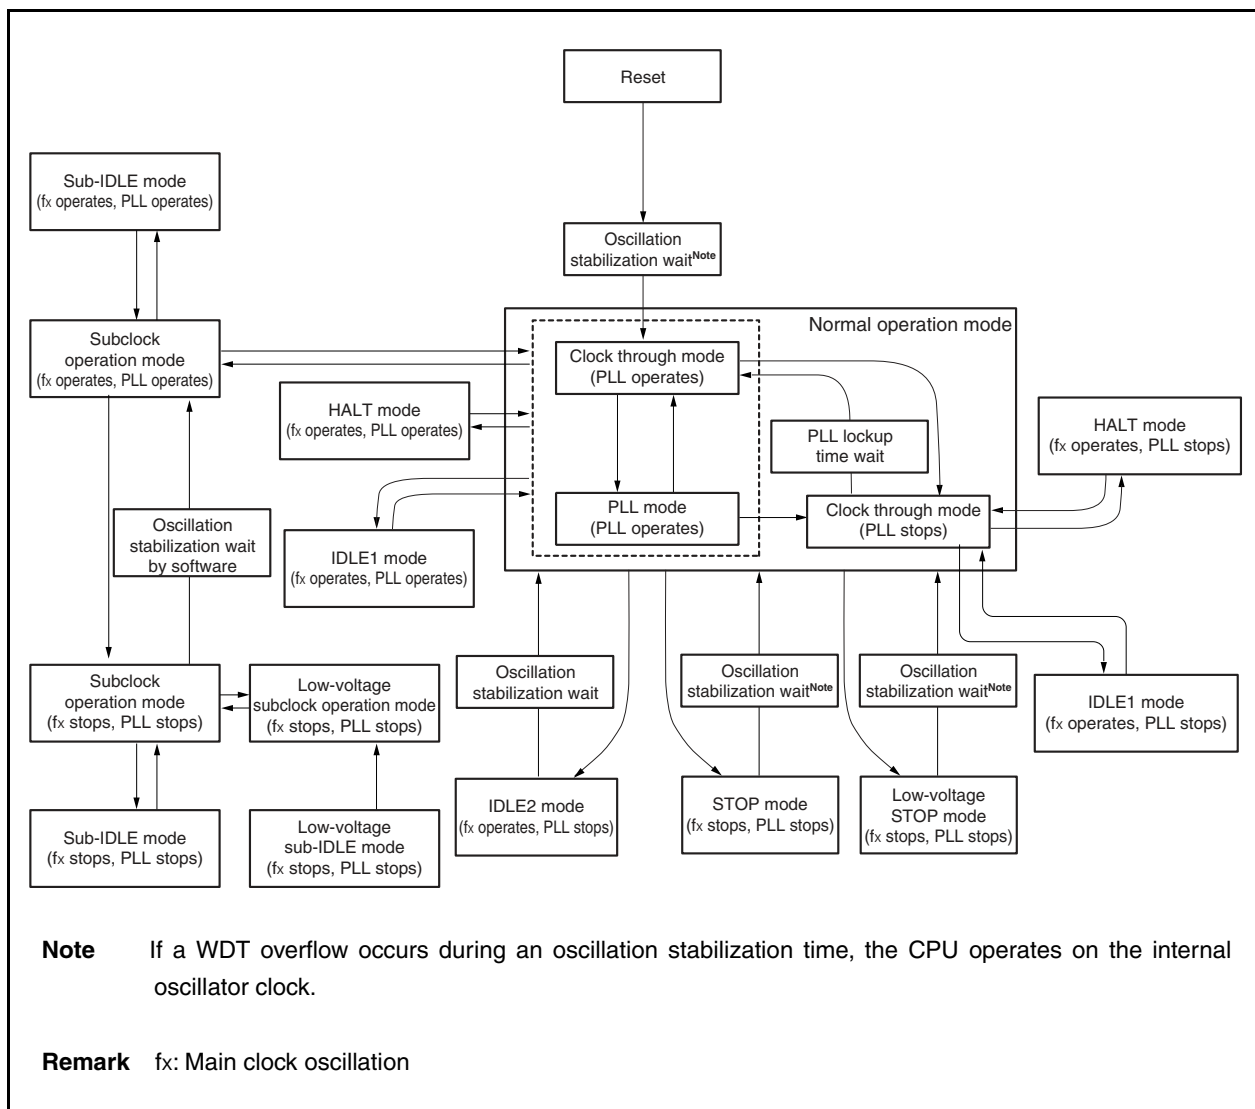 Reset
Sub-IDLE mode
(fx operates, PLL operates)
Oscillation
stabilization waitNote
Normal operation mode
Subclock
operation mode
(fx operates, PLL operates)
Clock through mode
(PLL operates)
HALT mode
(fx operates, PLL operates)
PLL lockup
time wait
HALT mode
(fx operates, PLL stops)
PLL mode
(PLL operates)
Clock through mode
(PLL stops)
Oscillation
stabilization wait
by software
IDLE1 mode
(fx operates, PLL operates)
Subclock
operation mode
(fx stops, PLL stops)
Low-voltage
subclock operation mode
(fx stops, PLL stops)
Oscillation
stabilization wait
Oscillation
stabilization waitNote
Oscillation
stabilization waitNote
IDLE1 mode
(fx operates, PLL stops)
Sub-IDLE mode
(fx stops, PLL stops)
Low-voltage
sub-IDLE mode
(fx stops, PLL stops)
IDLE2 mode
(fx operates, PLL stops)
STOP mode
(fx stops, PLL stops)
Low-voltage
STOP mode
(fx stops, PLL stops)
Note If a WDT overflow occurs during an oscillation stabilization time, the CPU operates on the internal
oscillator clock.
Remark fx: Main clock oscillation